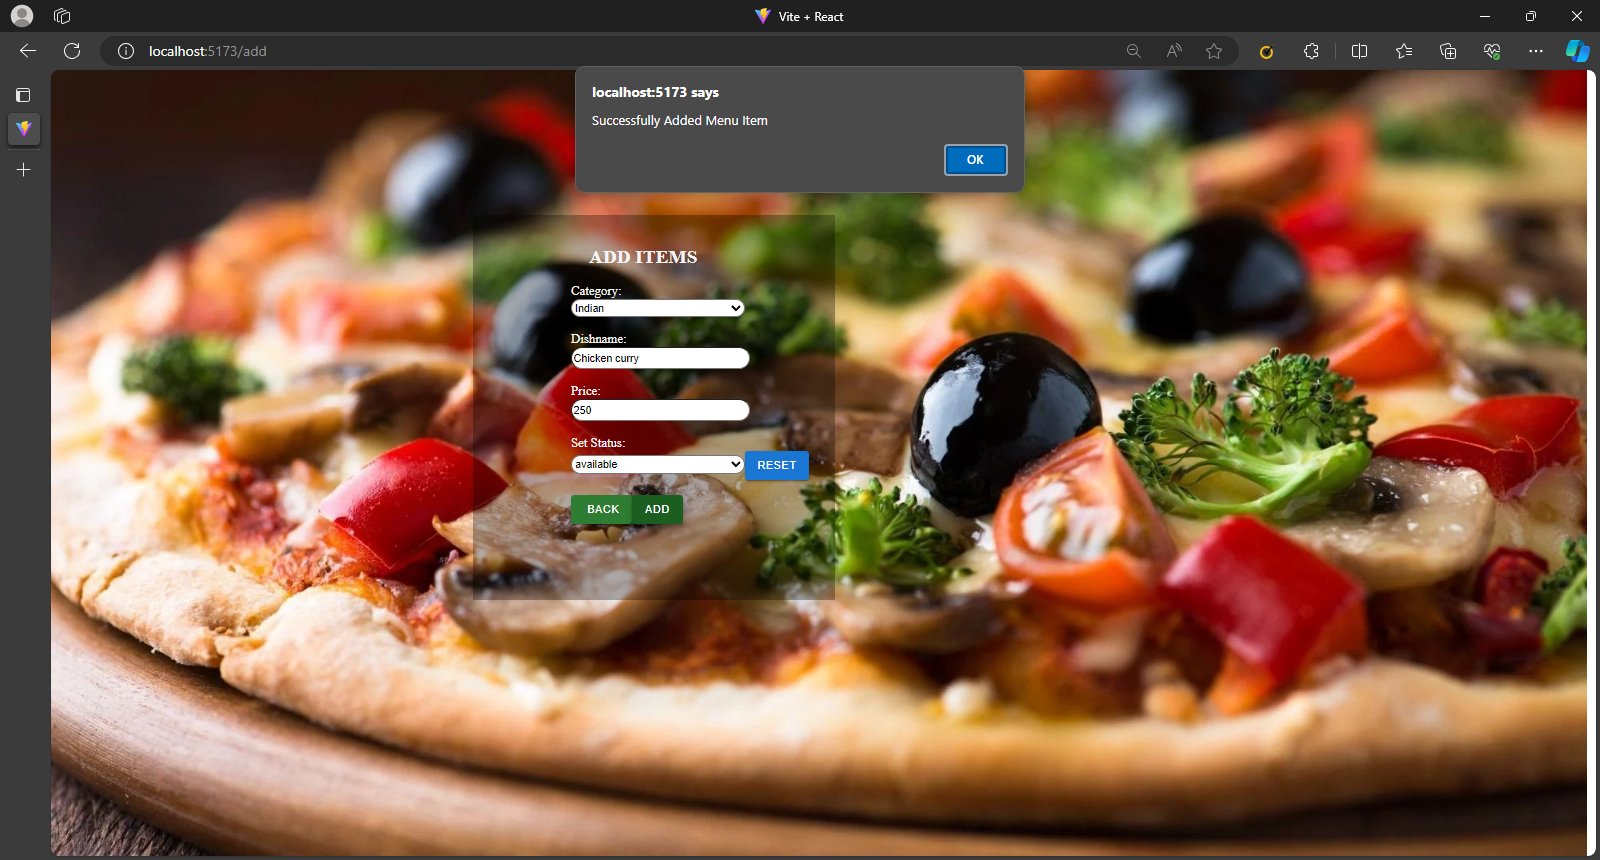 Vite + React
localhost:5173/add
localhost:5173 says
Successfully Added Menu Item
OK
ADD ITEMS
Category:
Indian
Dishname:
Chicken curry
Price:
250
Set Status:
available
RESET
BACK
ADD